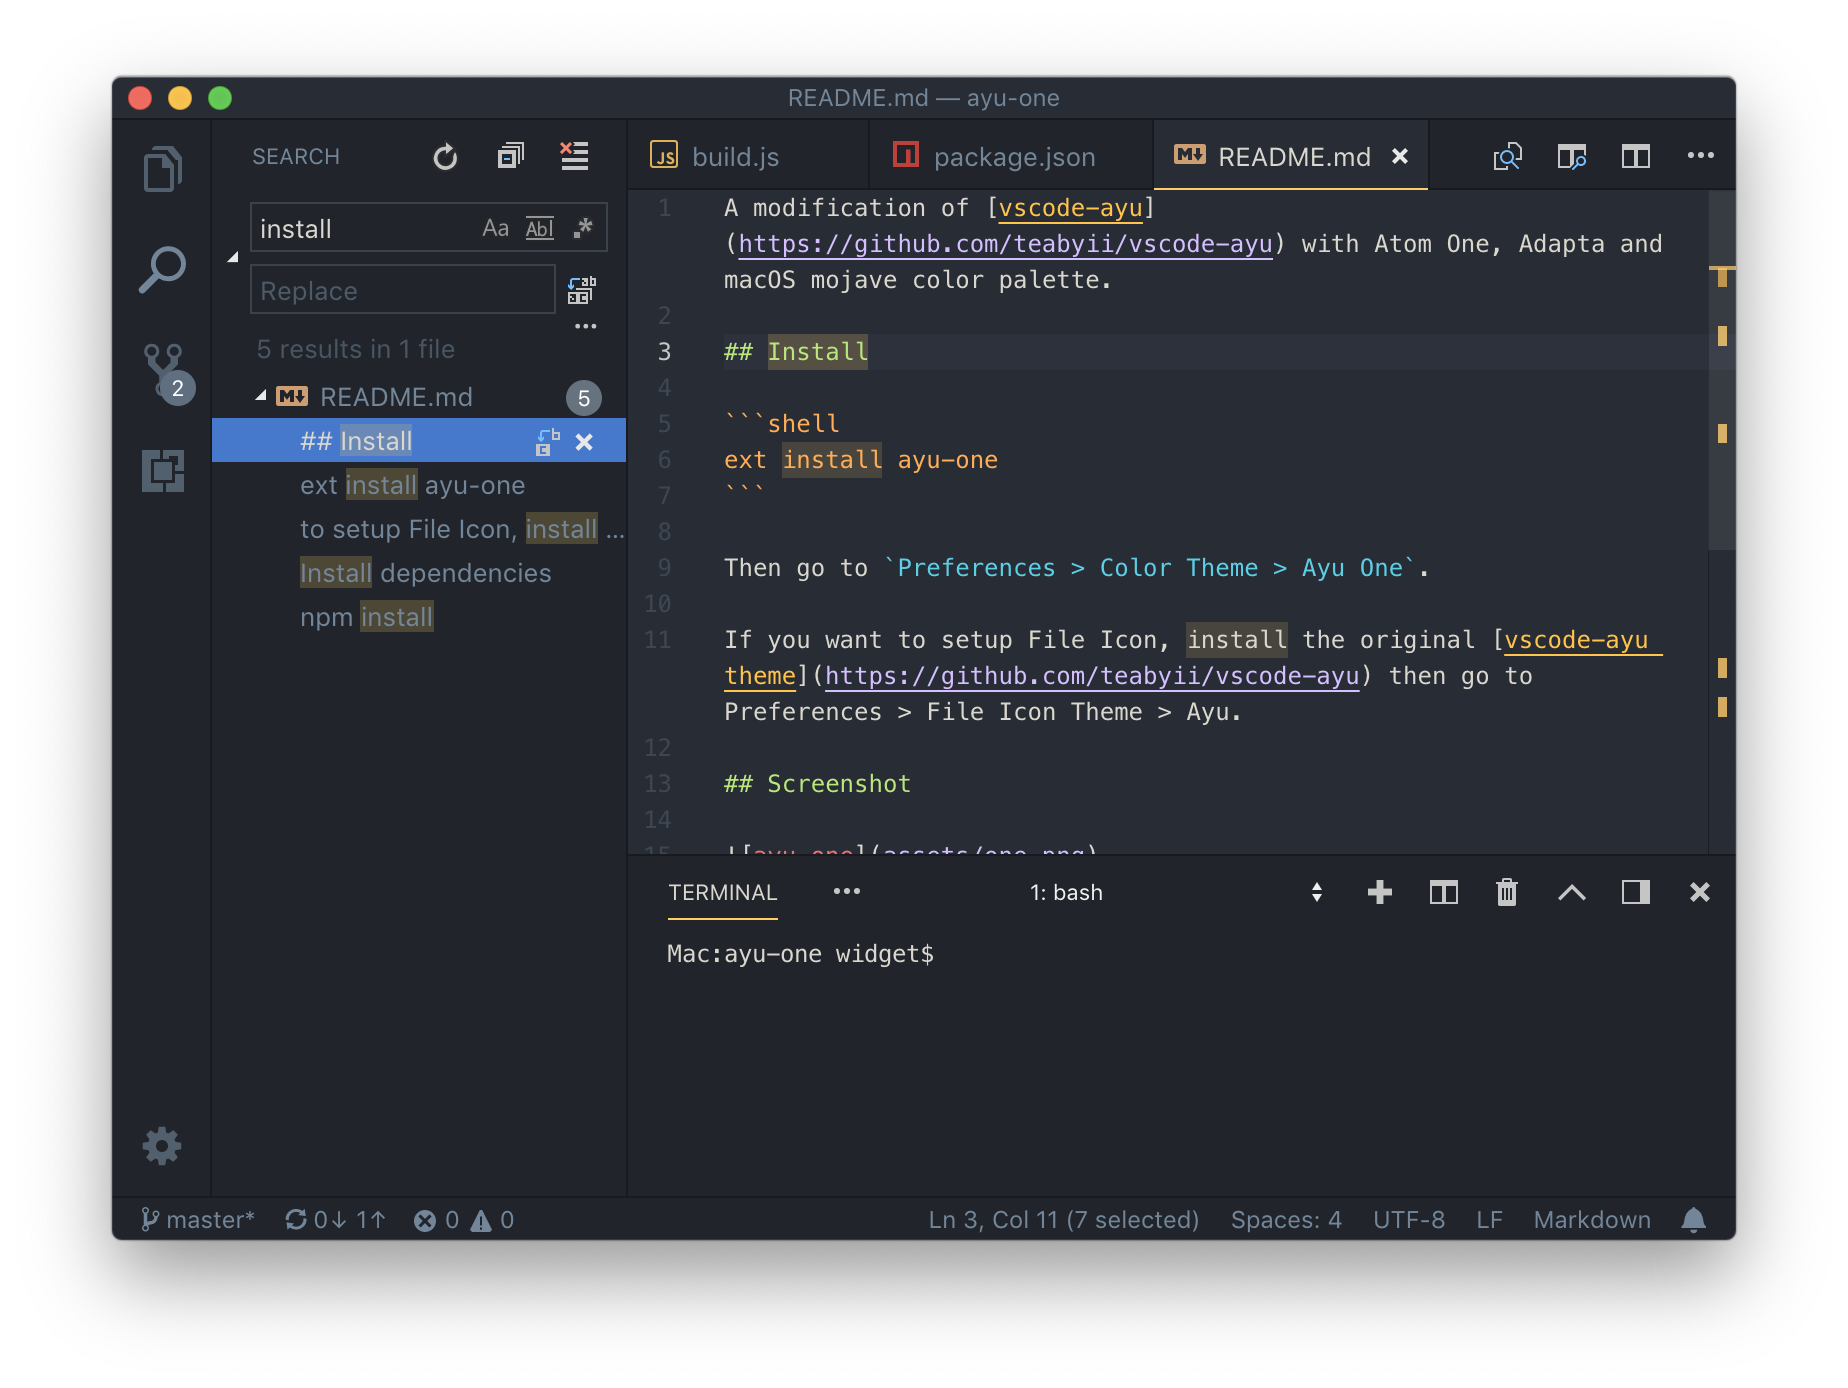 README.md — ayu-one
SEARCH
install
Aa Abl .*
Replace
5 results in 1 file
README.md 5
## Install
ext install ayu-one
to setup File Icon, install ...
Install dependencies
npm install
2
build.js
package.json
README.md
1 A modification of [vscode-ayu]
(https://github.com/teabyii/vscode-ayu) with Atom One, Adapta and
macOS mojave color palette.
2
3 ## Install
4
5 ```shell
6 ext install ayu-one
7 ```
8
9 Then go to `Preferences > Color Theme > Ayu One`.
10
11 If you want to setup File Icon, install the original [vscode-ayu
theme](https://github.com/teabyii/vscode-ayu) then go to
Preferences > File Icon Theme > Ayu.
12
13 ## Screenshot
14
15 ![ayu-one](assets/one.png)
TERMINAL
1: bash
Mac:ayu-one widget$
master* 0↓ 1↑ 0 0
Ln 3, Col 11 (7 selected) Spaces: 4 UTF-8 LF Markdown